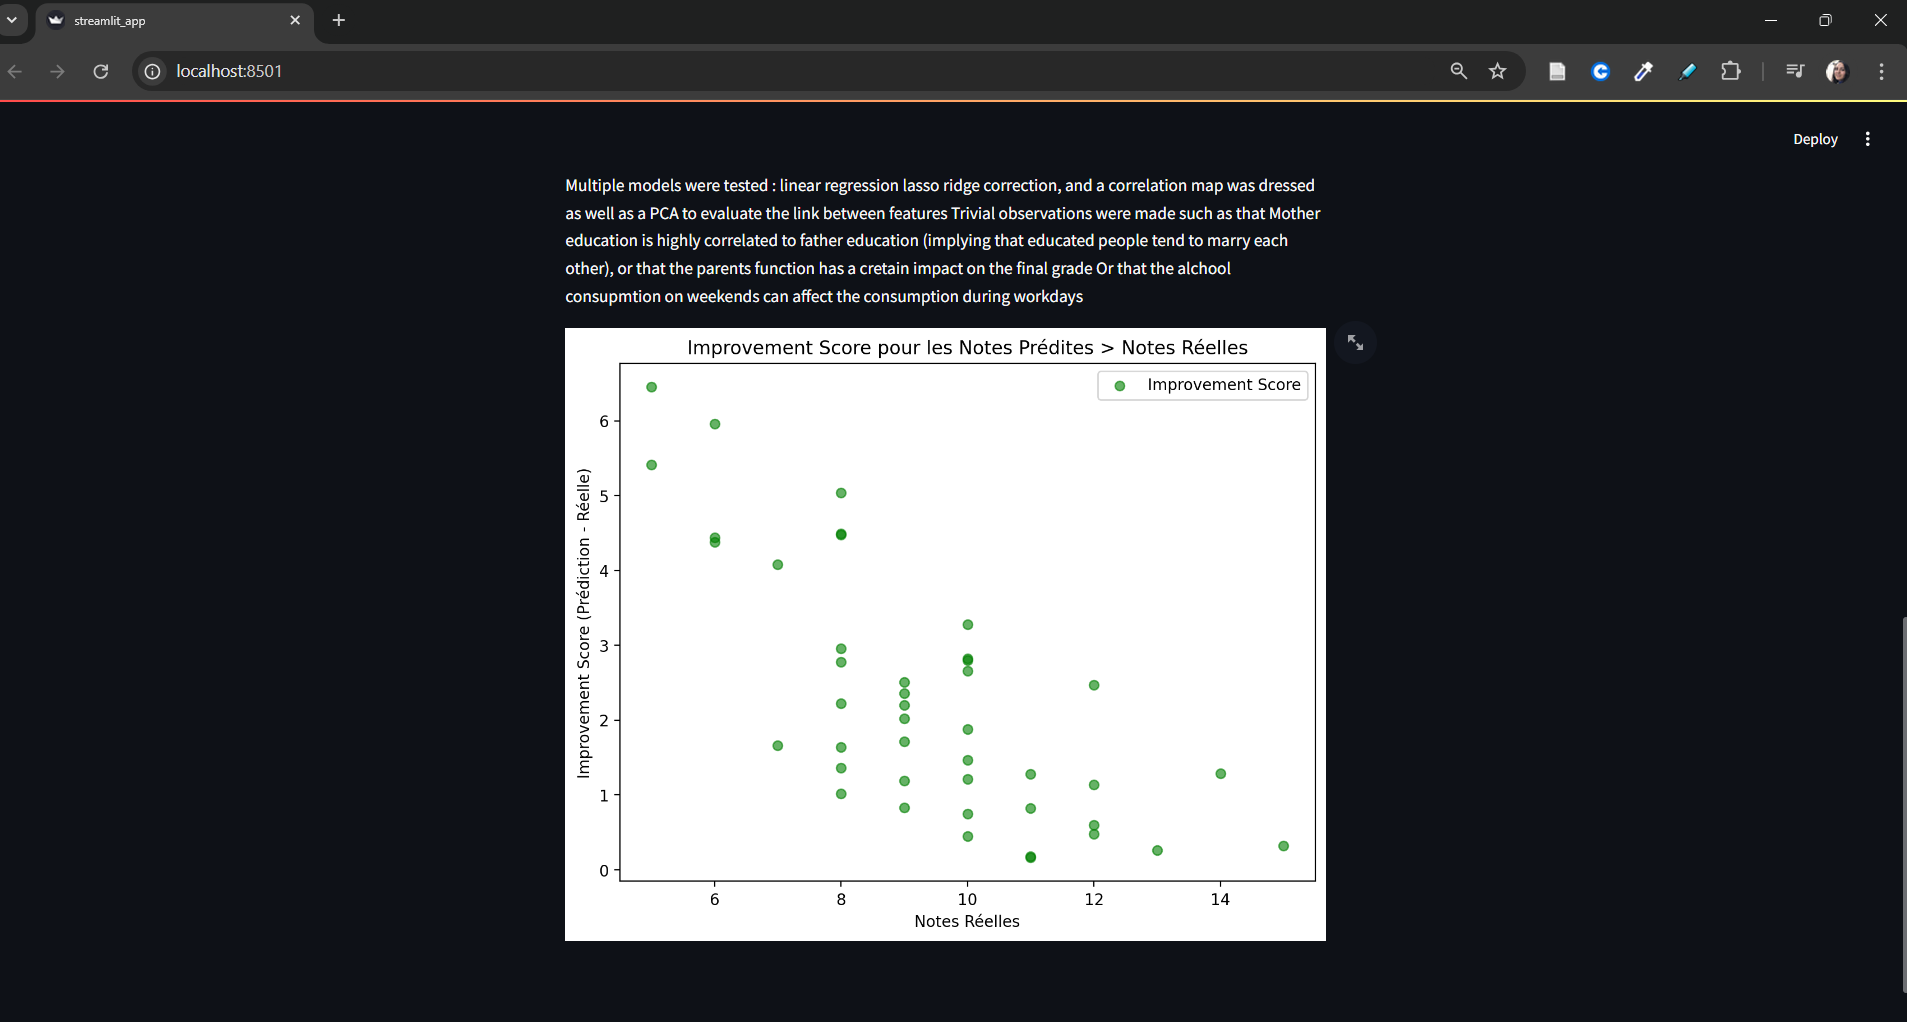 streamlit_app
localhost:8501
Deploy
Multiple models were tested : linear regression lasso ridge correction, and a correlation map was dressed
as well as a PCA to evaluate the link between features Trivial observations were made such as that Mother
education is highly correlated to father education (implying that educated people tend to marry each
other), or that the parents function has a cretain impact on the final grade Or that the alchool
consupmtion on weekends can affect the consumption during workdays
Improvement Score pour les Notes Prédites > Notes Réelles
Improvement Score
Improvement Score (Prédiction - Réelle)
6
5
4
3
2
1
0
6 8 10 12 14
Notes Réelles